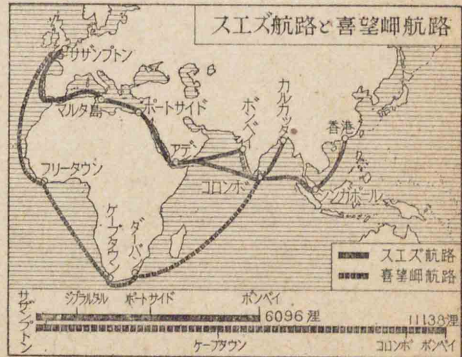 スエズ航路と喜望岬航路
サザンプトン
マルタ島
ポートサイド
アデン
ボンベイ
カルカッタ
香港
コロンボ
シンガポール
フリータウン
ケープタウン
ダーバン
スエズ航路
喜望岬航路
サザンプトン
ジブラルタル
ポートサイド
ボンベイ
6096浬
11138浬
ケープタウン
コロンボ
ボンベイ